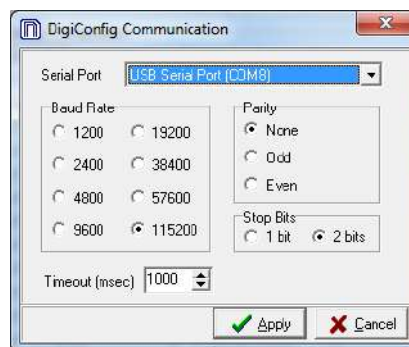 DigiConfig Communication
Serial Port USB Serial Port (COM8)
Baud Rate
1200 19200
2400 38400
4800 57600
9600 115200
Parity
None
Odd
Even
Stop Bits
1 bit 2 bits
Timeout (msec) 1000
Apply Cancel